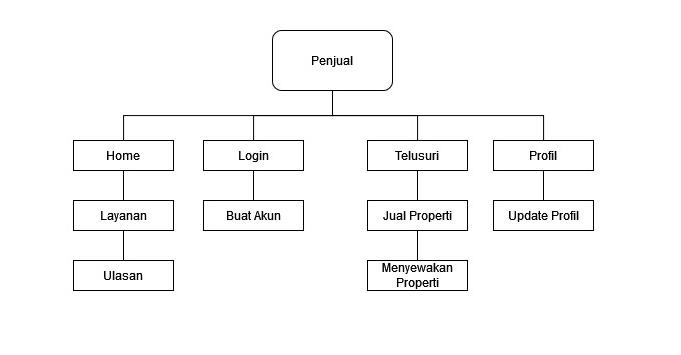 Penjual
Home
Login
Telusuri
Profil
Layanan
Buat Akun
Jual Properti
Update Profil
Ulasan
Menyewakan
Properti